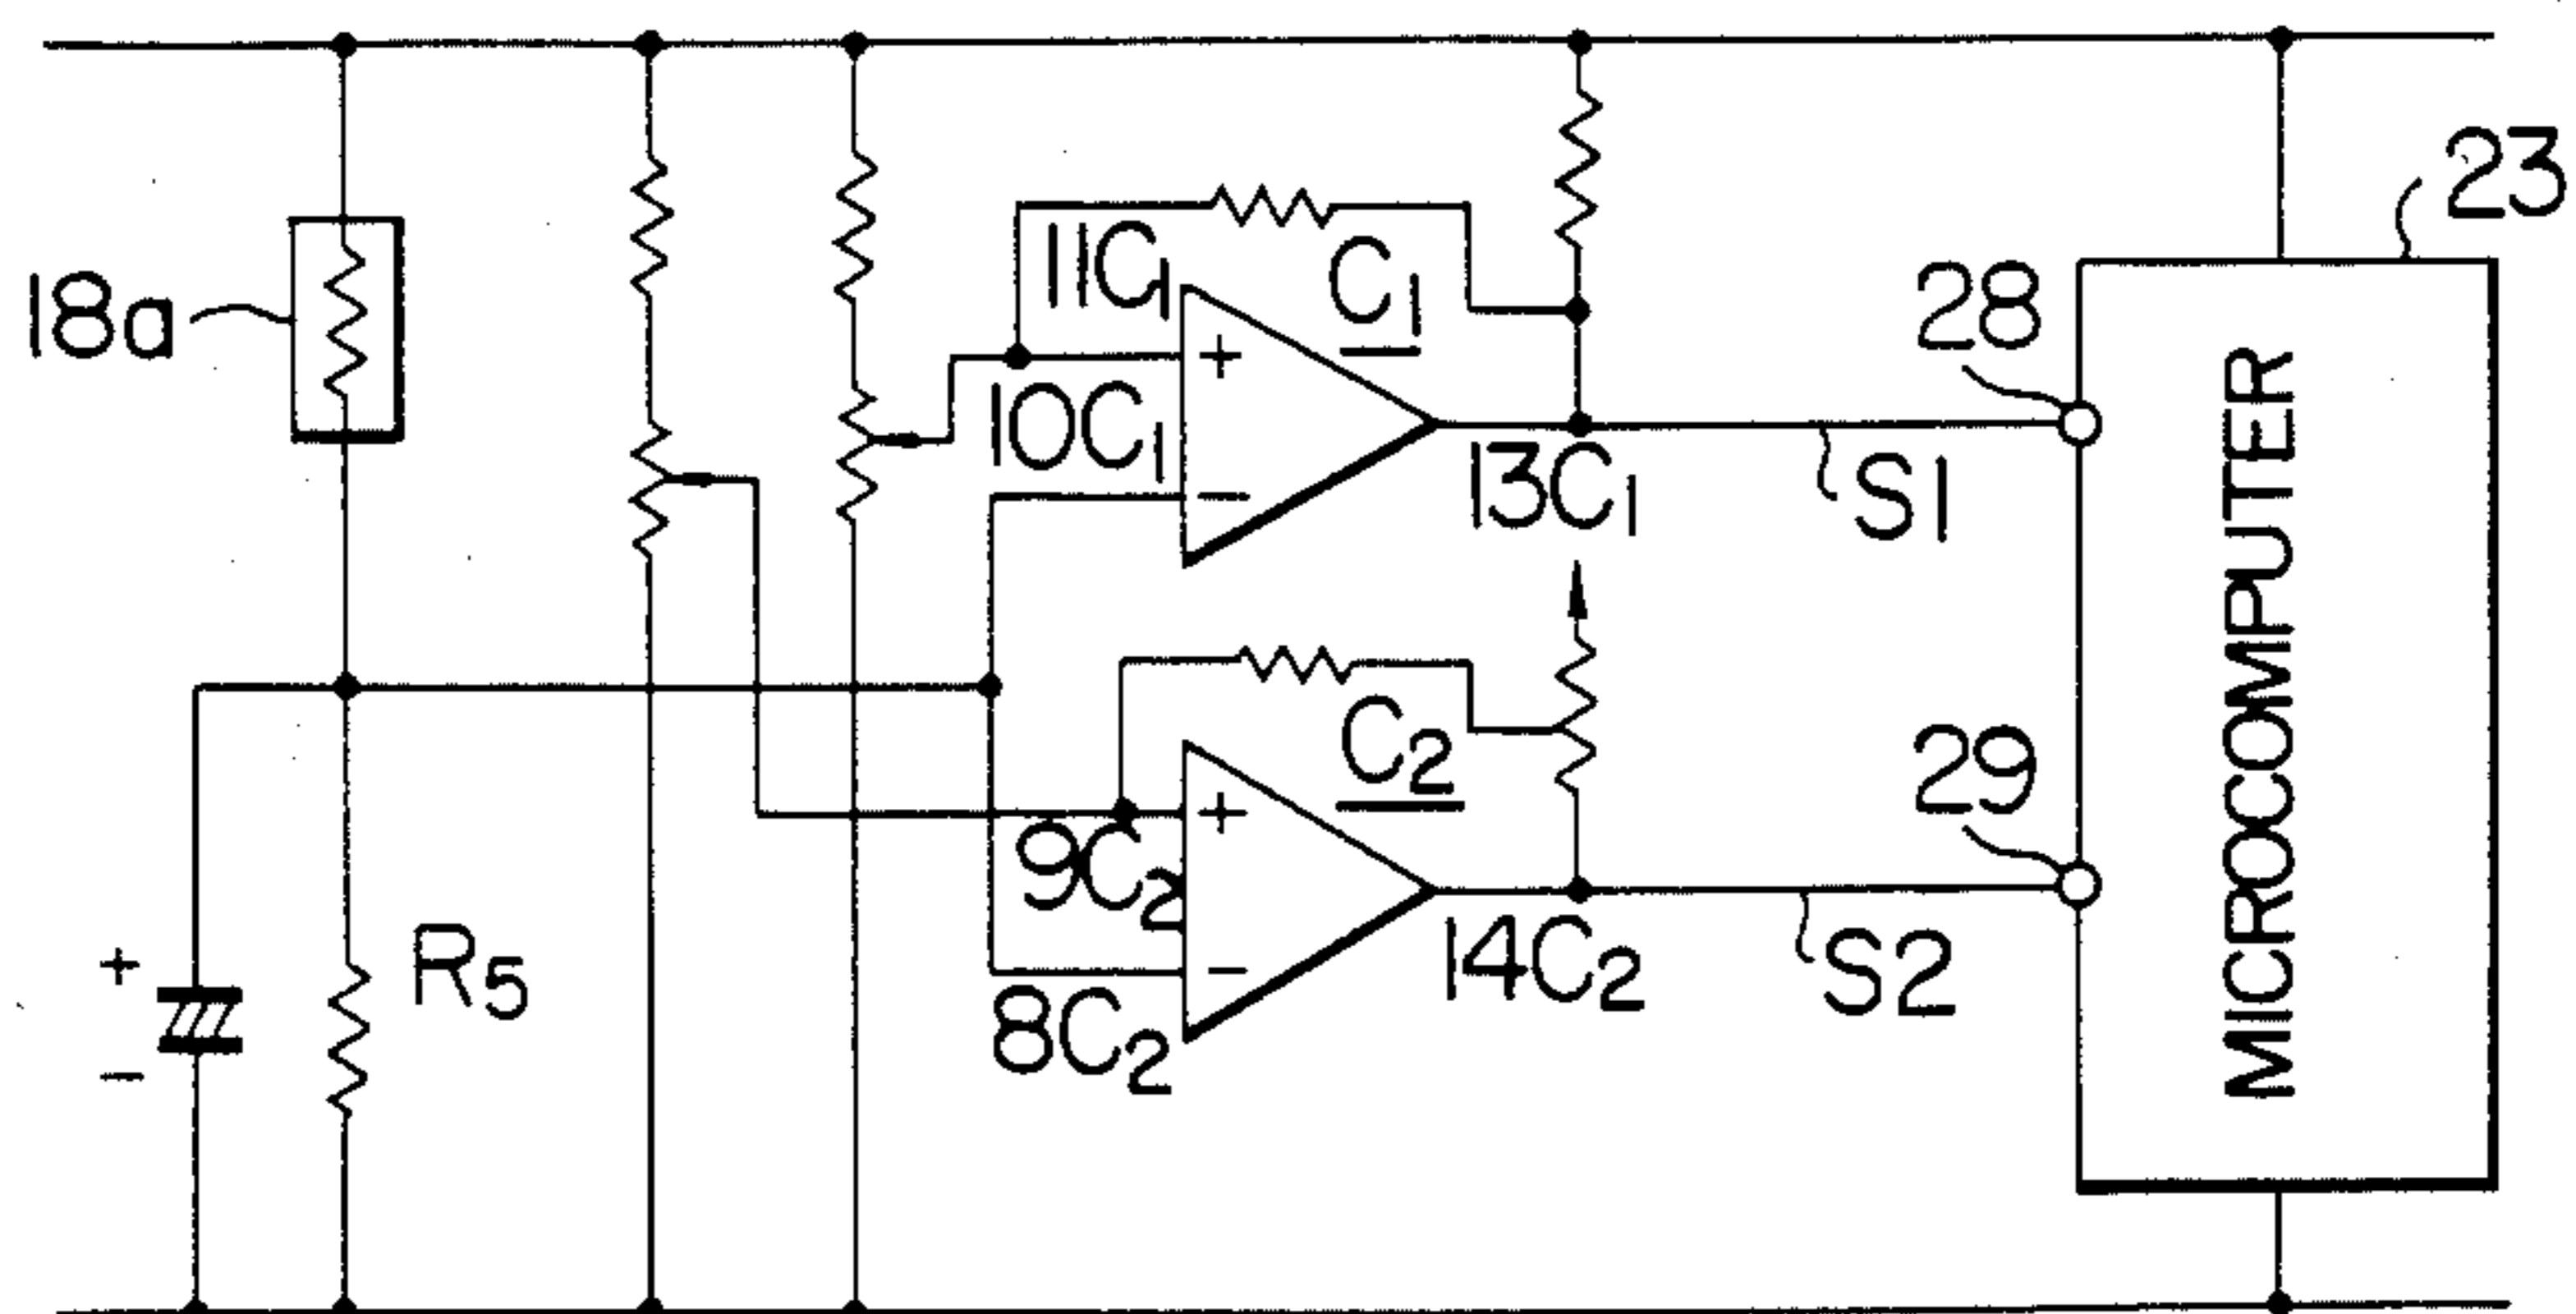 23
18a
11C₁
C₁
28
10C₁
+
−
13C₁
S1
MICROCOMPUTER
C₂
29
+
9C₂
−
8C₂
14C₂
S2
+
−
R₅